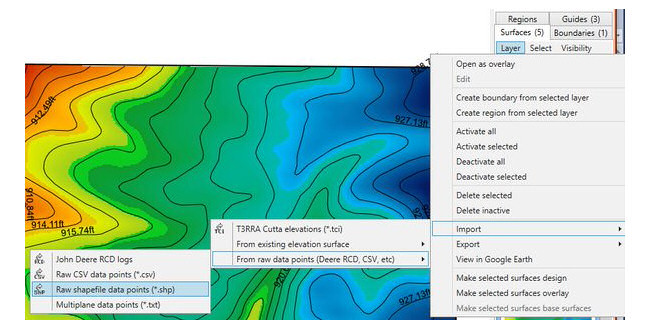 Regions Guides (3)
Surfaces (5) Boundaries (1)
Layer Select Visibility
Open as overlay
Edit
Create boundary from selected layer
Create region from selected layer
Activate all
Activate selected
Deactivate all
Deactivate selected
Delete selected
Delete inactive
Import
Export
View in Google Earth
Make selected surfaces design
Make selected surfaces overlay
Make selected surfaces base surfaces
TCI T3RRA Cutta elevations (*.tci)
From existing elevation surface
From raw data points (Deere RCD, CSV, etc)
RCD John Deere RCD logs
CSV Raw CSV data points (*.csv)
SHP Raw shapefile data points (*.shp)
Multiplane data points (*.txt)
912.49ft
927.13ft
910.84ft
914.11ft
915.74ft
927.13ft